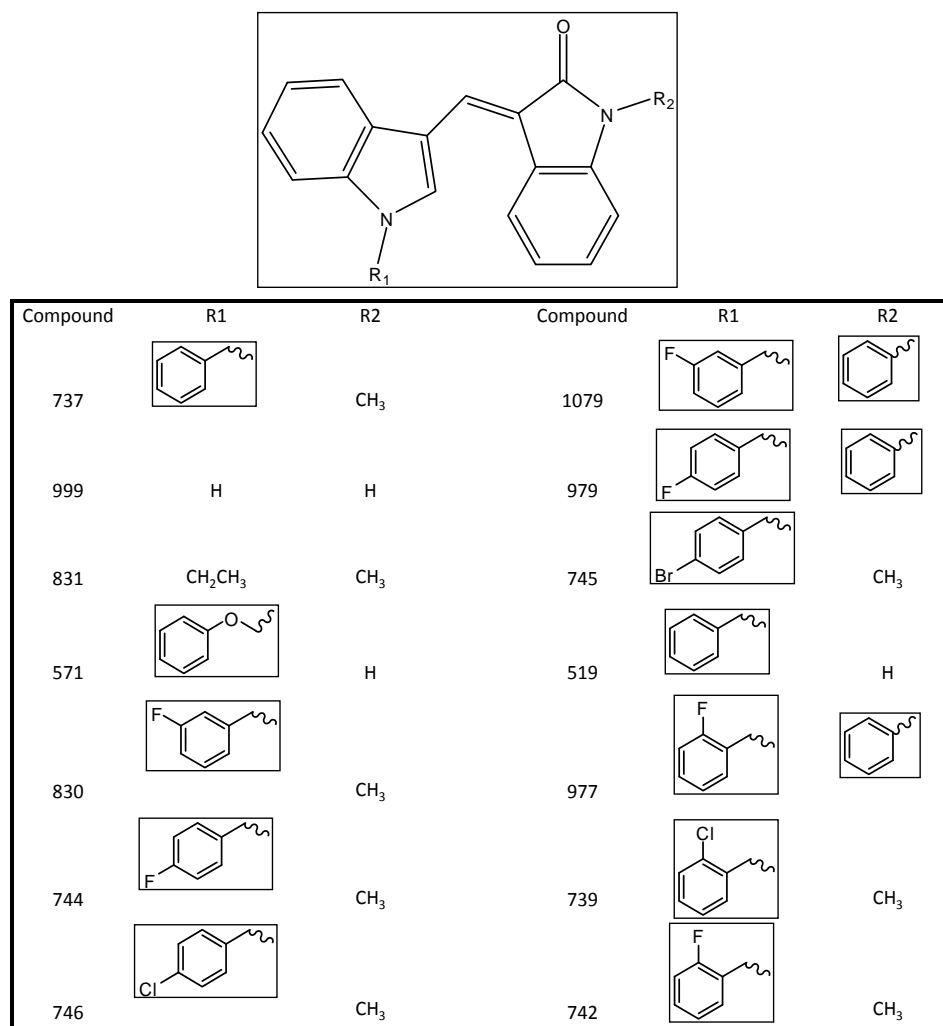 O
N
R2
N
R1
Compound R1 R2 Compound R1 R2
737 CH3 1079 F
999 H H 979 F
831 CH2CH3 CH3 745 Br CH3
571 O H 519 H
830 F CH3 977 F
744 F CH3 739 Cl CH3
746 Cl CH3 742 F CH3